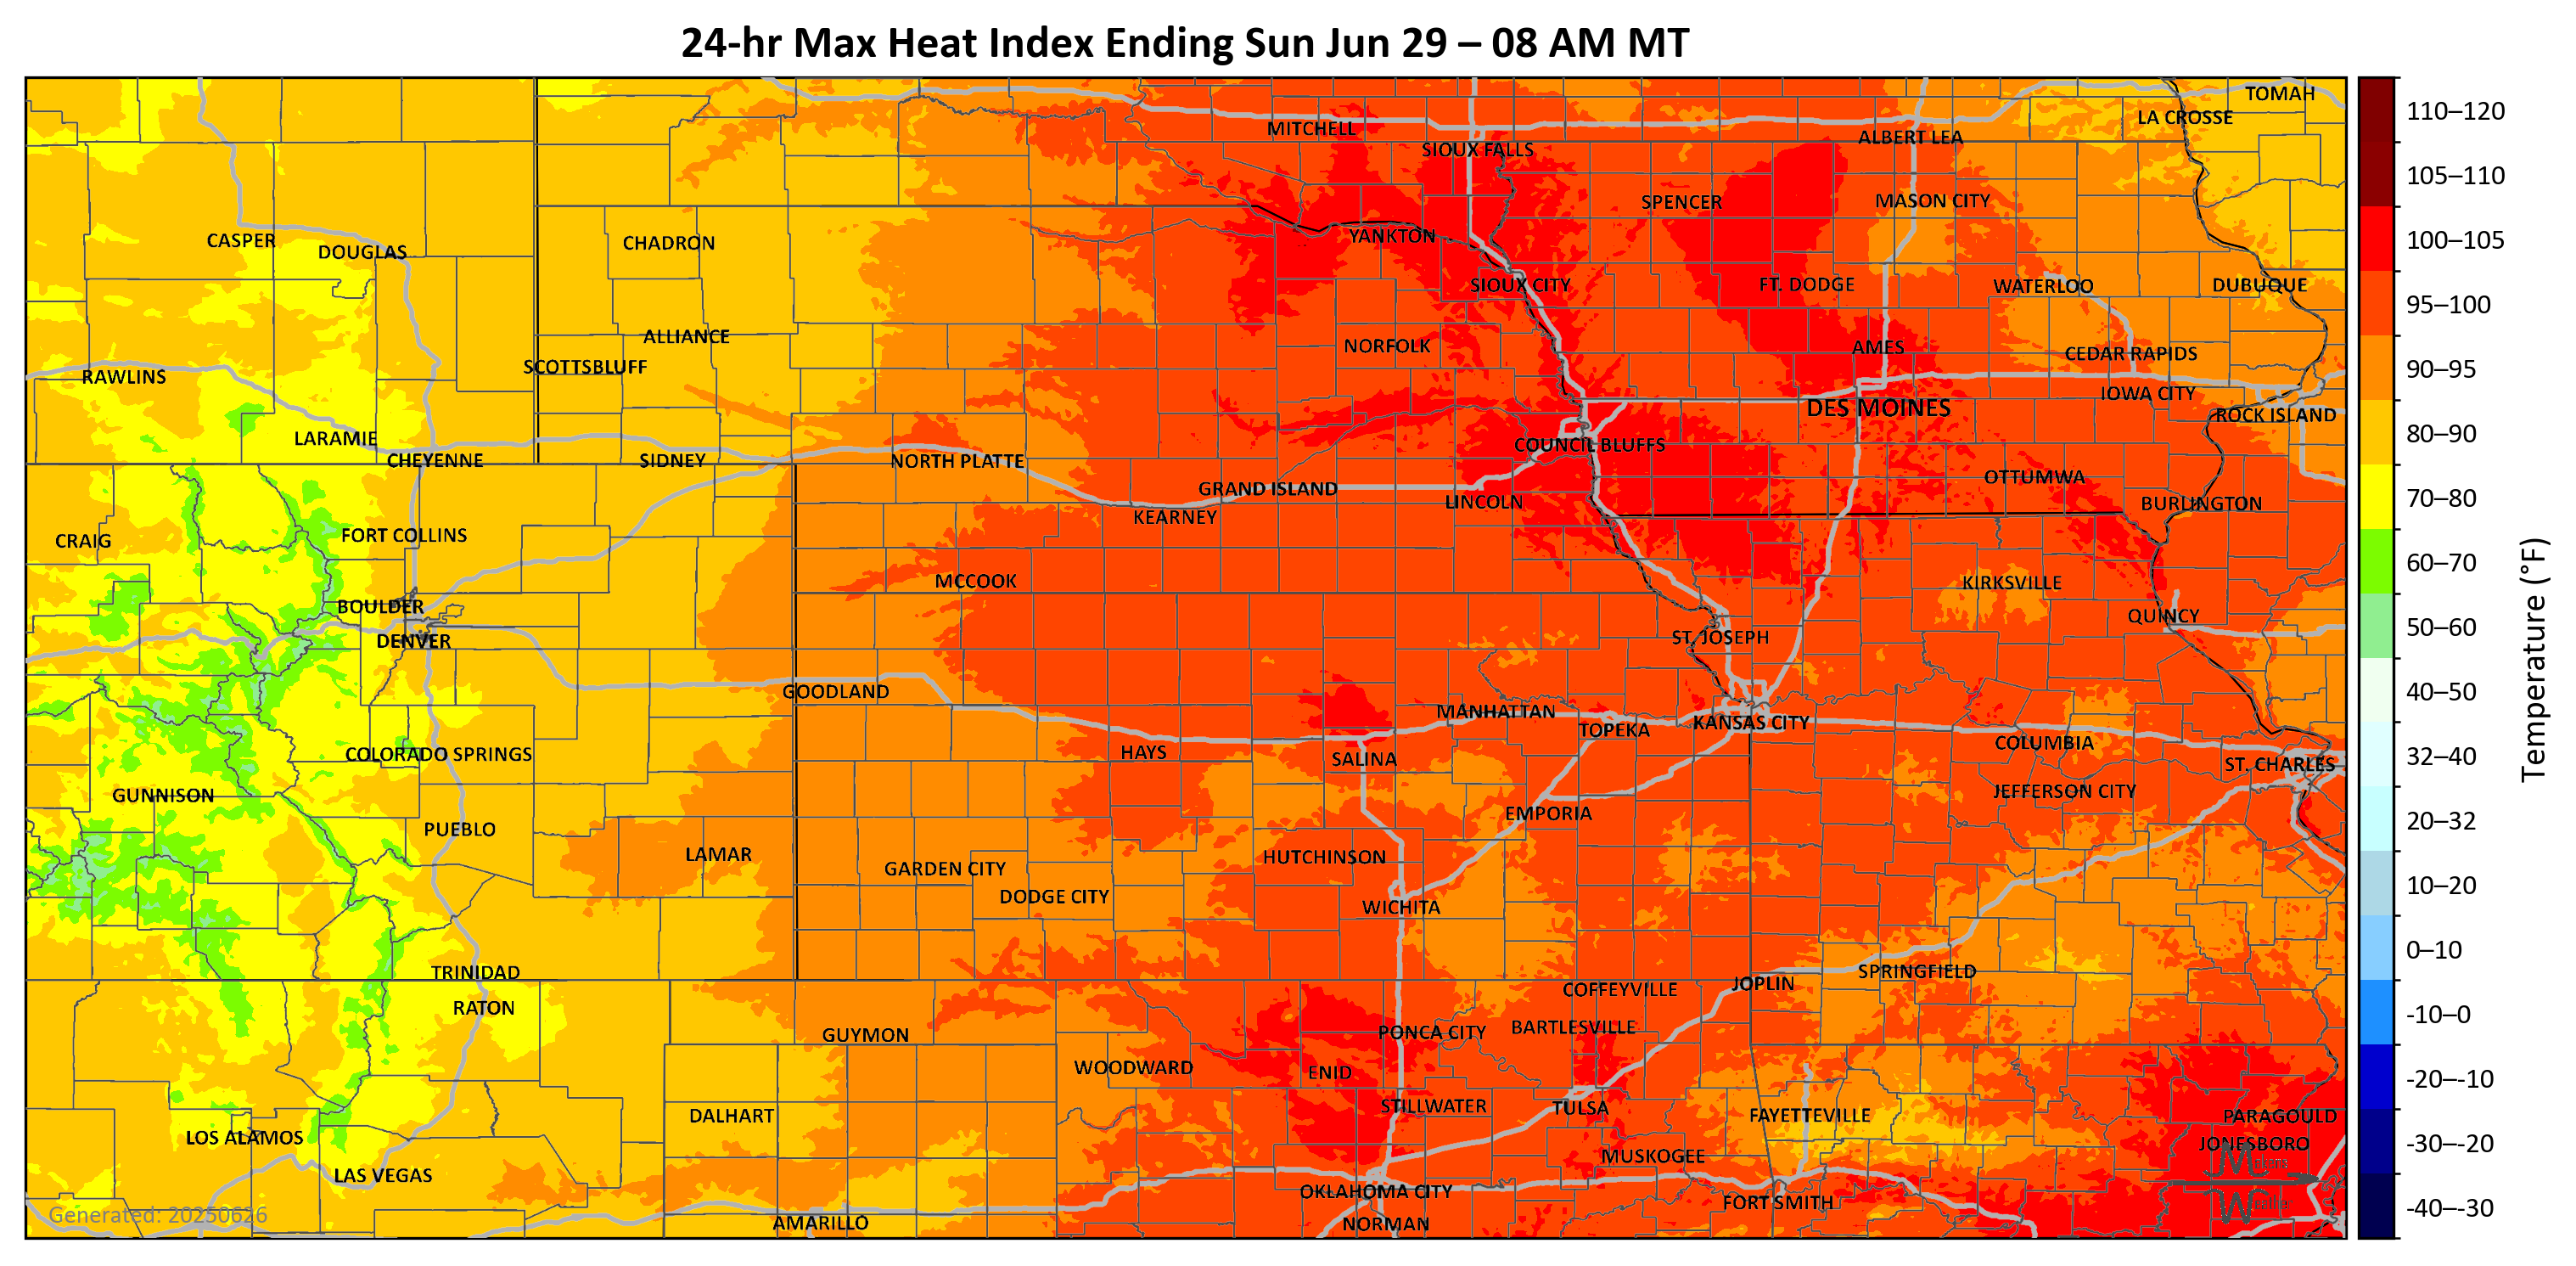 24-hr Max Heat Index Ending Sun Jun 29 – 08 AM MT
TOMAH
LA CROSSE
MITCHELL
ALBERT LEA
SIOUX FALLS
SPENCER
MASON CITY
CASPER
DOUGLAS
CHADRON
YANKTON
SIOUX CITY
FT. DODGE
WATERLOO
DUBUQUE
ALLIANCE
NORFOLK
AMES
CEDAR RAPIDS
SCOTTSBLUFF
RAWLINS
IOWA CITY
DES MOINES
ROCK ISLAND
LARAMIE
COUNCIL BLUFFS
CHEYENNE
SIDNEY
NORTH PLATTE
OTTUMWA
GRAND ISLAND
LINCOLN
BURLINGTON
KEARNEY
CRAIG
FORT COLLINS
MCCOOK
KIRKSVILLE
BOULDER
QUINCY
DENVER
ST. JOSEPH
GOODLAND
MANHATTAN
KANSAS CITY
TOPEKA
COLUMBIA
COLORADO SPRINGS
HAYS
SALINA
ST. CHARLES
GUNNISON
JEFFERSON CITY
EMPORIA
PUEBLO
LAMAR
HUTCHINSON
GARDEN CITY
DODGE CITY
WICHITA
TRINIDAD
SPRINGFIELD
JOPLIN
COFFEYVILLE
RATON
BARTLESVILLE
PONCA CITY
GUYMON
WOODWARD
ENID
STILLWATER
TULSA
DALHART
FAYETTEVILLE
PARAGOULD
LOS ALAMOS
JONESBORO
MUSKOGEE
LAS VEGAS
OKLAHOMA CITY
FORT SMITH
AMARILLO
NORMAN
Generated: 20250626
110–120
105–110
100–105
95–100
90–95
80–90
70–80
60–70
50–60
40–50
32–40
20–32
10–20
0–10
-10–0
-20–-10
-30–-20
-40–-30
Temperature (°F)